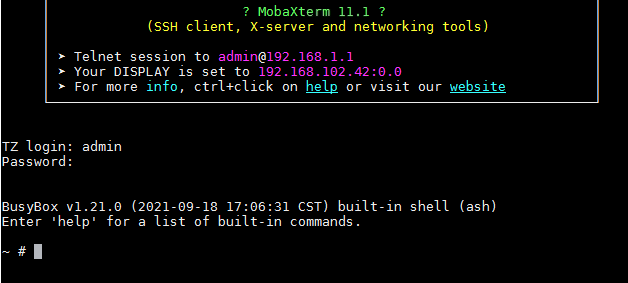 ? MobaXterm 11.1 ?
(SSH client, X-server and networking tools)
➤ Telnet session to admin@192.168.1.1
➤ Your DISPLAY is set to 192.168.102.42:0.0
➤ For more info, ctrl+click on help or visit our website
TZ login: admin
Password:
BusyBox v1.21.0 (2021-09-18 17:06:31 CST) built-in shell (ash)
Enter 'help' for a list of built-in commands.
~ #